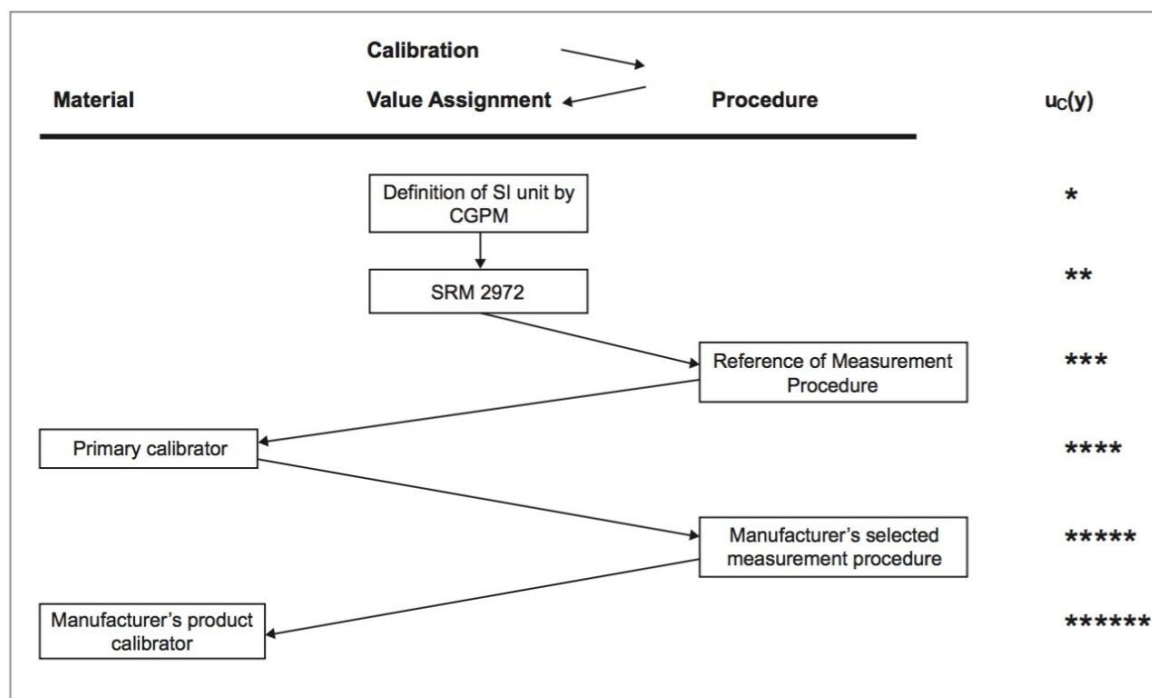 Calibration
Material Value Assignment Procedure uC(y)
Definition of SI unit by
CGPM
*
SRM 2972
**
Reference of Measurement
Procedure
***
Primary calibrator
****
Manufacturer’s selected
measurement procedure
*****
Manufacturer’s product
calibrator
******